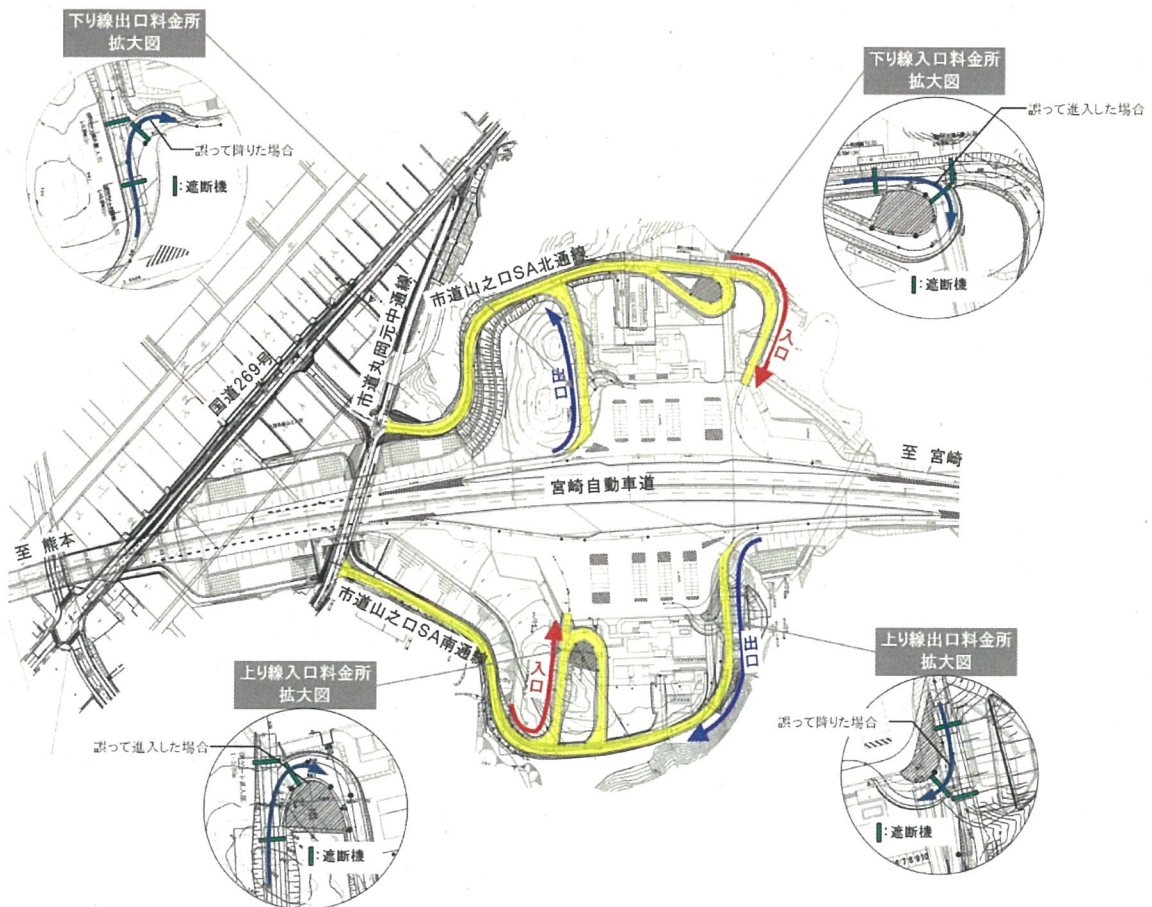 下り線出口料金所
拡大図
誤って降りた場合
:遮断機
下り線入口料金所
拡大図
誤って進入した場合
:遮断機
市道山之口SA北通線
市道丸岡元中通線
国道269号
入口
出口
至 宮崎
宮崎自動車道
至 熊本
市道山之口SA南通線
入口
出口
上り線入口料金所
拡大図
誤って進入した場合
:遮断機
上り線出口料金所
拡大図
誤って降りた場合
:遮断機